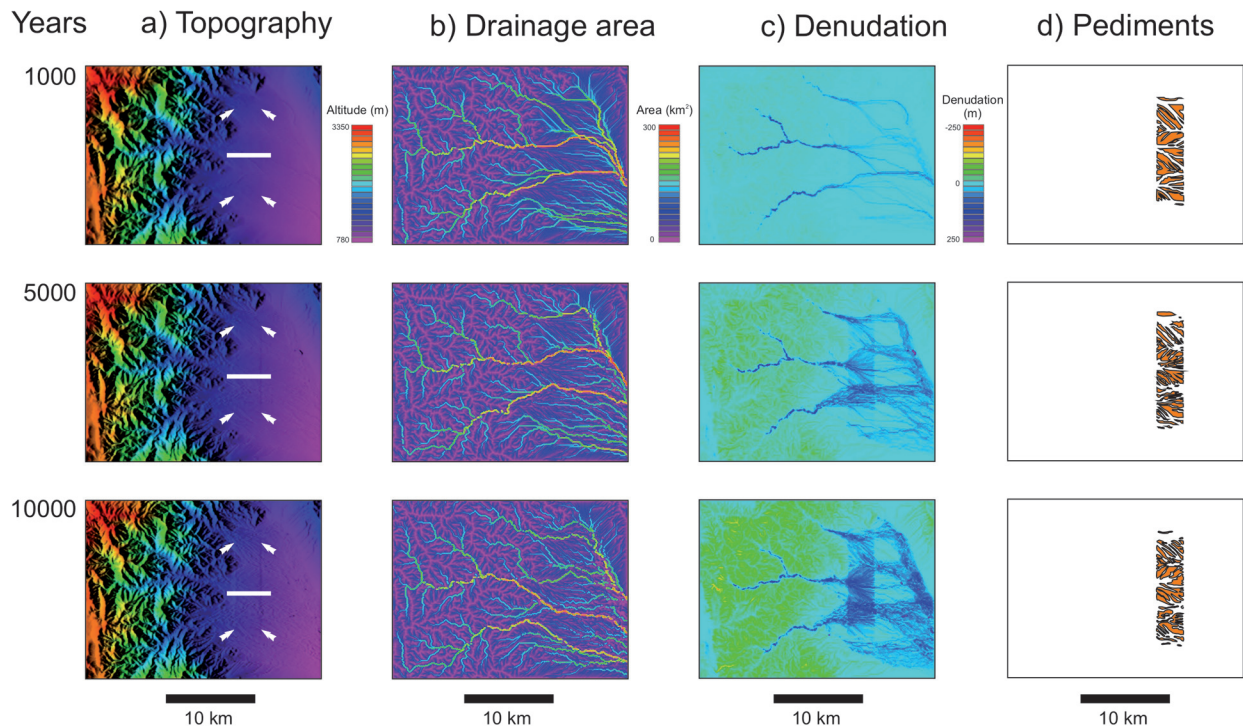 Years a) Topography b) Drainage area c) Denudation d) Pediments
1000
Altitude (m)
3350
780
Area (km²)
300
0
Denudation
(m)
-250
0
250
5000
10000
10 km 10 km 10 km 10 km